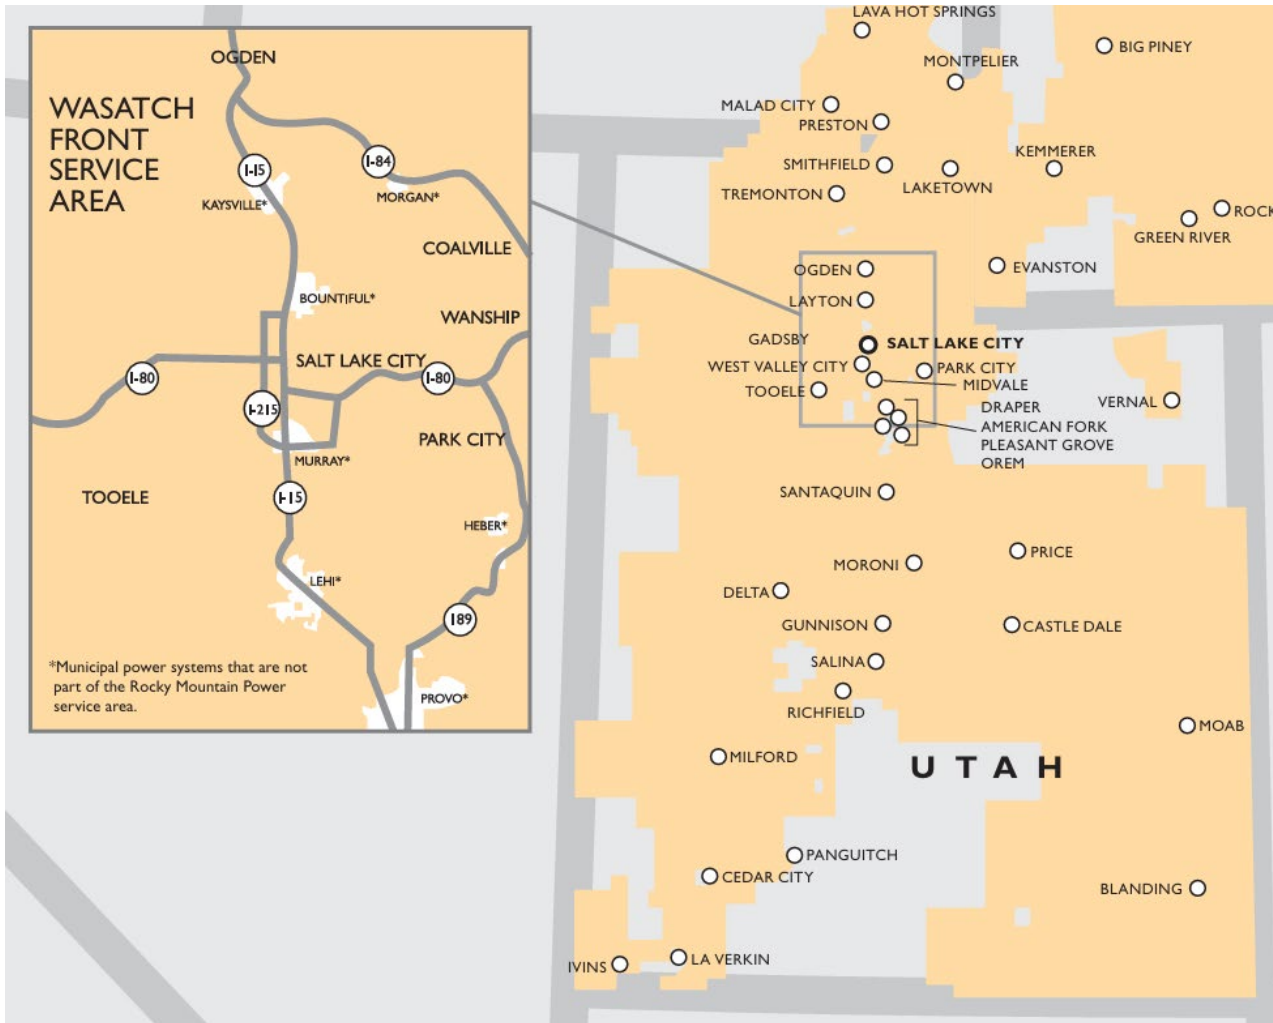 OGDEN
WASATCH
FRONT
SERVICE
AREA
I-84
I-15
MORGAN*
KAYSVILLE*
COALVILLE
BOUNTIFUL*
WANSHIP
SALT LAKE CITY
I-80
I-80
I-215
PARK CITY
MURRAY*
TOOELE
I-15
HEBER*
LEHI*
189
*Municipal power systems that are not
part of the Rocky Mountain Power
service area.
PROVO*
LAVA HOT SPRINGS
BIG PINEY
MONTPELIER
MALAD CITY
PRESTON
KEMMERER
SMITHFIELD
LAKETOWN
TREMONTON
ROCK
GREEN RIVER
OGDEN
EVANSTON
LAYTON
GADSBY
SALT LAKE CITY
WEST VALLEY CITY
PARK CITY
MIDVALE
TOOELE
VERNAL
DRAPER
AMERICAN FORK
PLEASANT GROVE
OREM
SANTAQUIN
PRICE
MORONI
DELTA
GUNNISON
CASTLE DALE
SALINA
RICHFIELD
MOAB
MILFORD
UTAH
PANGUITCH
CEDAR CITY
BLANDING
LA VERKIN
IVINS